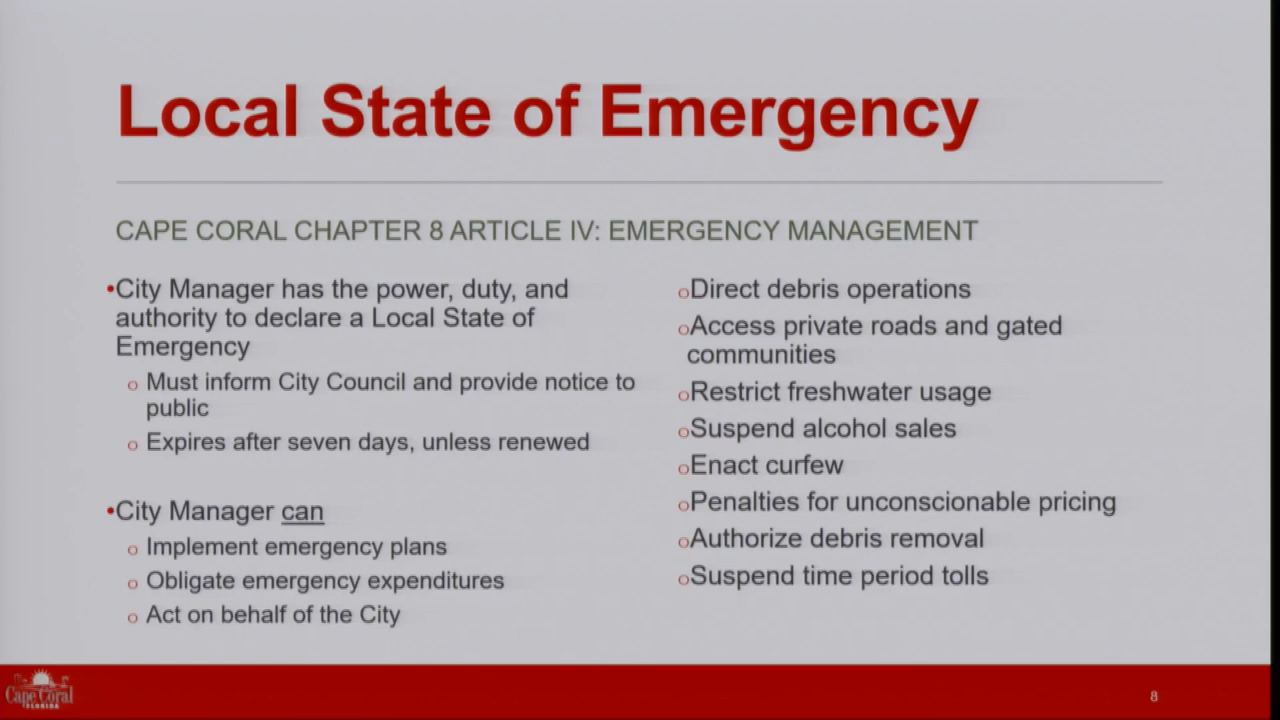 Local State of Emergency
CAPE CORAL CHAPTER 8 ARTICLE IV: EMERGENCY MANAGEMENT
•City Manager has the power, duty, and
authority to declare a Local State of
Emergency
o Must inform City Council and provide notice to
public
o Expires after seven days, unless renewed
•City Manager can
o Implement emergency plans
o Obligate emergency expenditures
o Act on behalf of the City
oDirect debris operations
oAccess private roads and gated
communities
oRestrict freshwater usage
oSuspend alcohol sales
oEnact curfew
oPenalties for unconscionable pricing
oAuthorize debris removal
oSuspend time period tolls
Cape Coral
FLORIDA
8